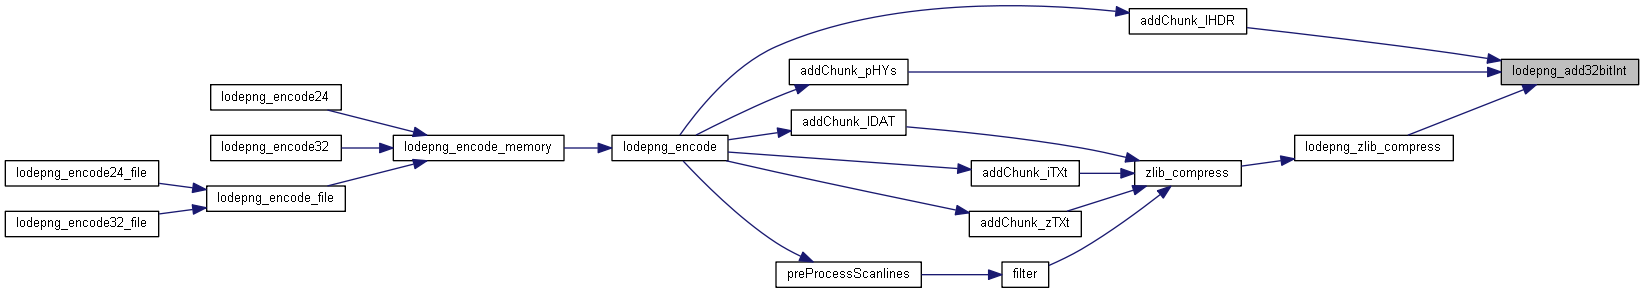 addChunk_IHDR
lodepng_add32bitInt
addChunk_pHYs
lodepng_encode24
addChunk_IDAT
lodepng_encode32
lodepng_encode_memory
lodepng_encode
lodepng_zlib_compress
lodepng_encode24_file
addChunk_iTXt
zlib_compress
lodepng_encode_file
lodepng_encode32_file
addChunk_zTXt
preProcessScanlines
filter